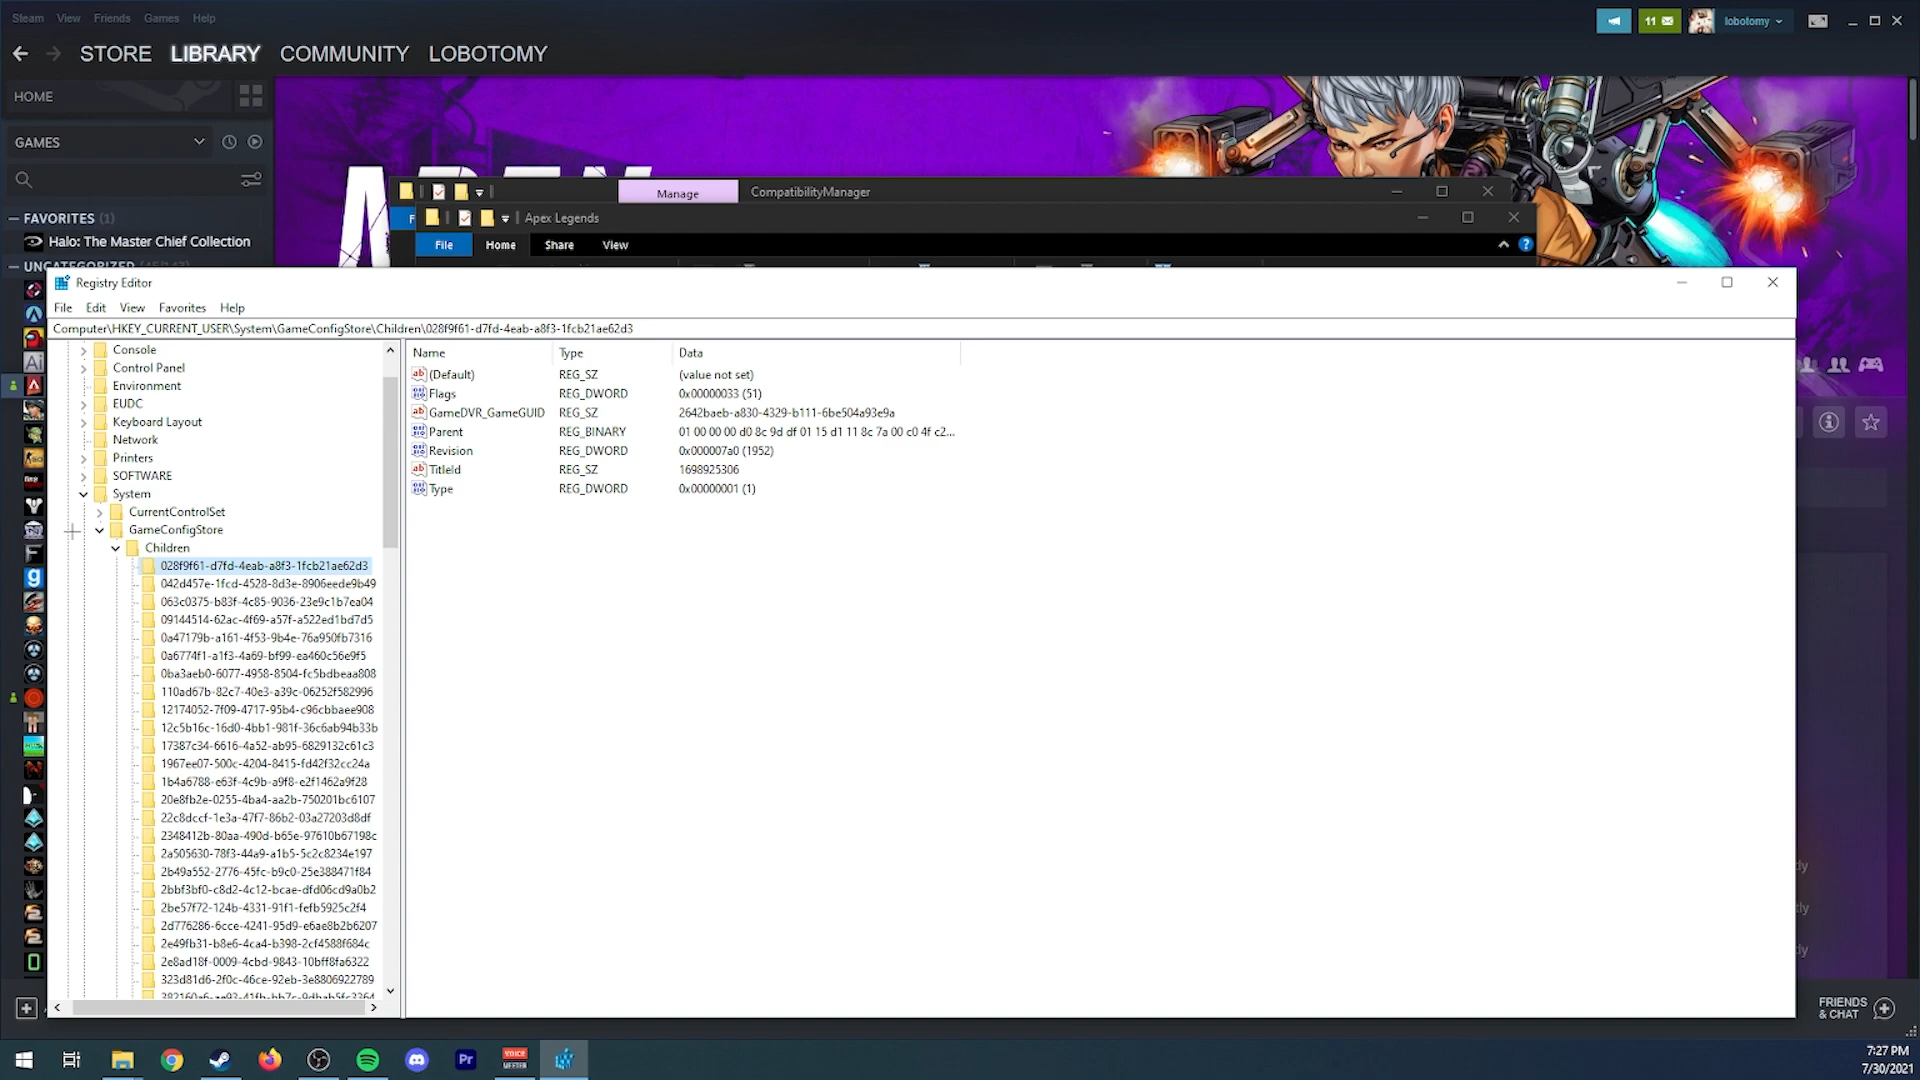 Steam View Friends Games Help
11
lobotomy
STORE LIBRARY COMMUNITY LOBOTOMY
HOME
GAMES
FAVORITES (1)
Halo: The Master Chief Collection
UNCATEGORIZED
Manage CompatibilityManager
Apex Legends
File Home Share View
Registry Editor
File Edit View Favorites Help
Computer\HKEY_CURRENT_USER\System\GameConfigStore\Children\028f9f61-d7fd-4eab-a8f3-1fcb21ae62d3
Console
Control Panel
Environment
EUDC
Keyboard Layout
Network
Printers
SOFTWARE
System
CurrentControlSet
GameConfigStore
Children
028f9f61-d7fd-4eab-a8f3-1fcb21ae62d3
042d457e-1fcd-4528-8d3e-8906eede9b49
063c0375-b83f-4c85-9036-23e9c1b7ea04
09144514-62ac-4f69-a57f-a522ed1bd7d5
0a47179b-a161-4f53-9b4e-76a950fb7316
0a6774f1-a1f3-4a69-bf99-ea460c56e9f5
0ba3aeb0-6077-4958-8504-fc5bdbeaa808
110ad67b-82c7-40e3-a39c-06252f582996
12174052-7f09-4717-95b4-c96cbbaee908
12c5b16c-16d0-4bb1-981f-36c6ab94b33b
17387c34-6616-4a52-ab95-6829132c61c3
1967ee07-500c-4204-8415-fd42f32cc24a
1b4a6788-e63f-4c9b-a9f8-e2f1462a9f28
20e8fb2e-0255-4ba4-aa2b-750201bc6107
22c8dccf-1e3a-47f7-86b2-03a27203d8df
2348412b-80aa-490d-b65e-97610b67198c
2a505630-78f3-44a9-a1b5-5c2c8234e197
2b49a552-2776-45fc-b9c0-25e388471f84
2bbf3bf0-c8d2-4c12-bcae-dfd06cd9a0b2
2be57f72-124b-4331-91f1-fefb5925c2f4
2d776286-6cce-4241-95d9-e6ae8b2b6207
2e49fb31-b8e6-4ca4-b398-2cf4588f684c
2e8ad18f-0009-4cbd-9843-10bff8fa6322
323d81d6-2f0c-46ce-92eb-3e8806922789
Name Type Data
(Default) REG_SZ (value not set)
Flags REG_DWORD 0x00000033 (51)
GameDVR_GameGUID REG_SZ 2642baeb-a830-4329-b111-6be504a93e9a
Parent REG_BINARY 01 00 00 00 d0 8c 9d df 01 15 d1 11 8c 7a 00 c0 4f c2...
Revision REG_DWORD 0x000007a0 (1952)
TitleId REG_SZ 1698925306
Type REG_DWORD 0x00000001 (1)
FRIENDS
& CHAT
Pr
VOICE
MEETER
7:27 PM
7/30/2021